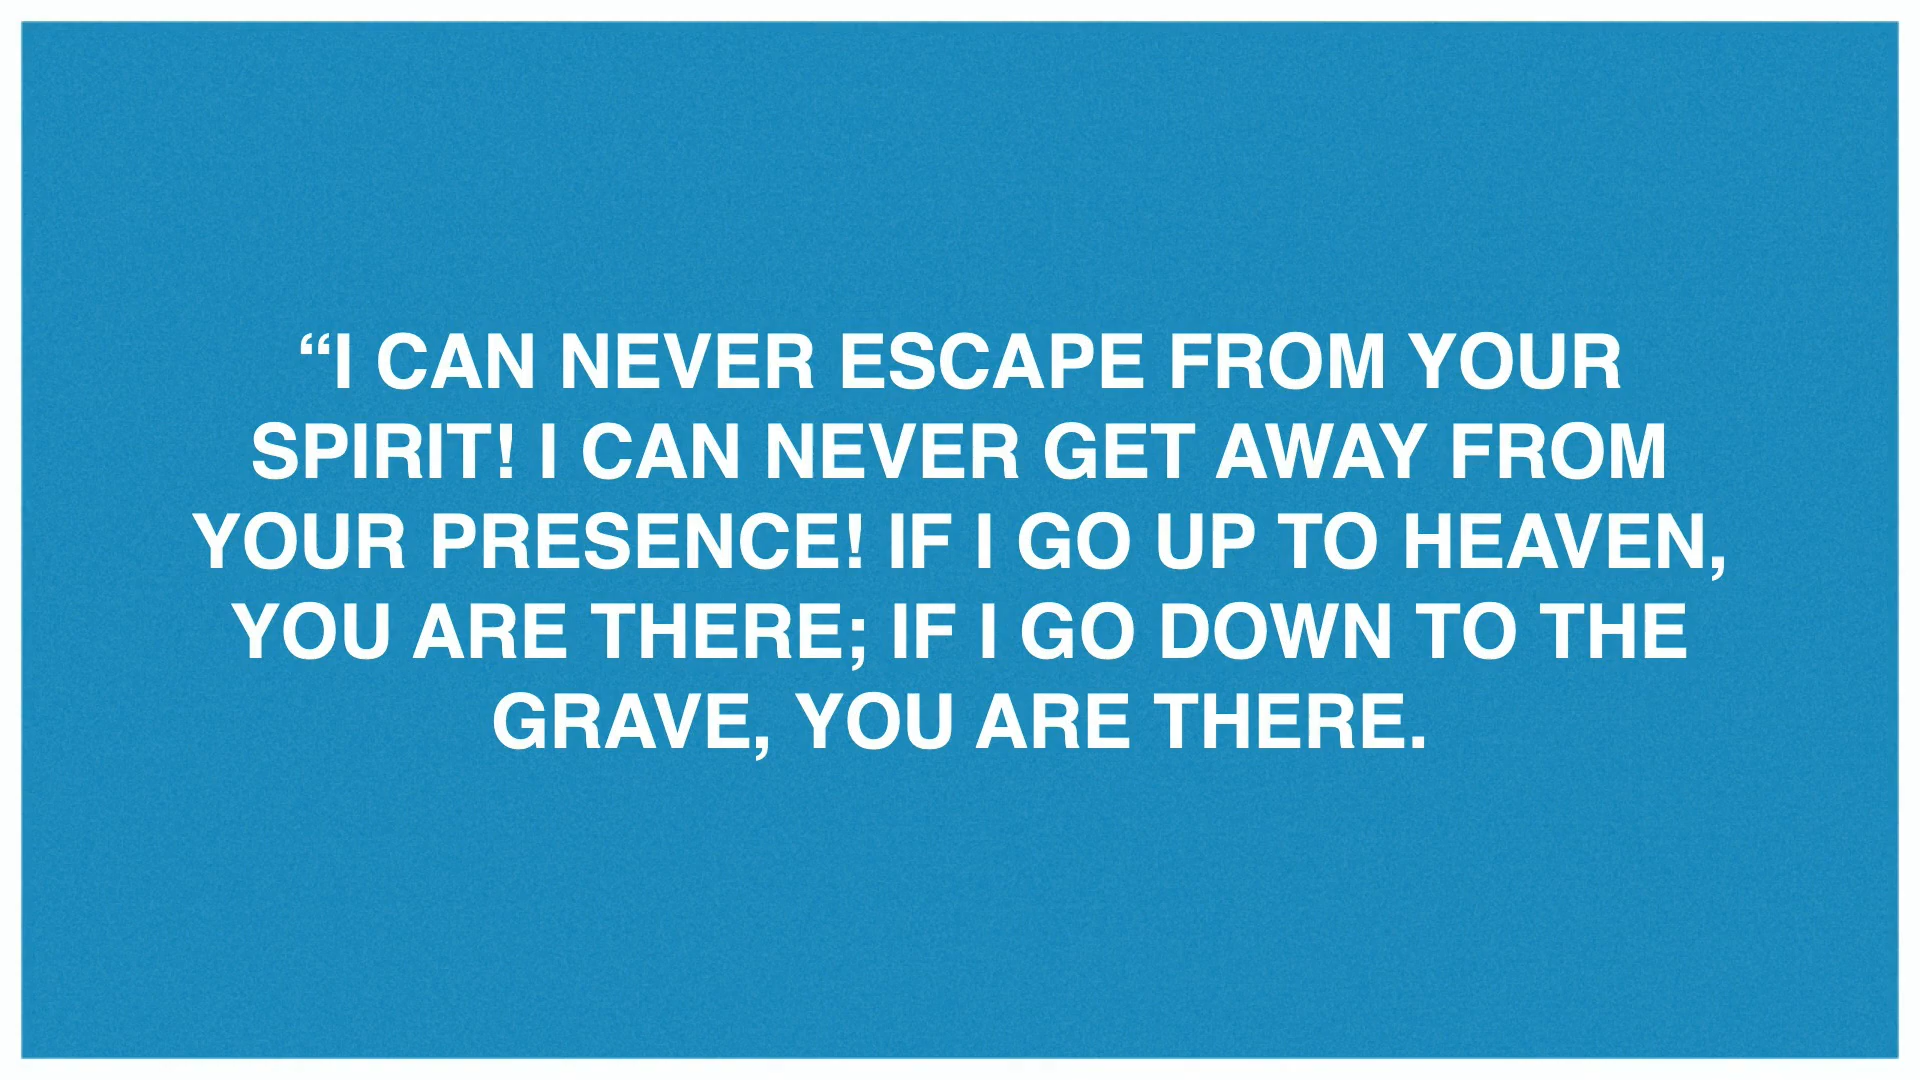 “I CAN NEVER ESCAPE FROM YOUR
SPIRIT! I CAN NEVER GET AWAY FROM
YOUR PRESENCE! IF I GO UP TO HEAVEN,
YOU ARE THERE; IF I GO DOWN TO THE
GRAVE, YOU ARE THERE.